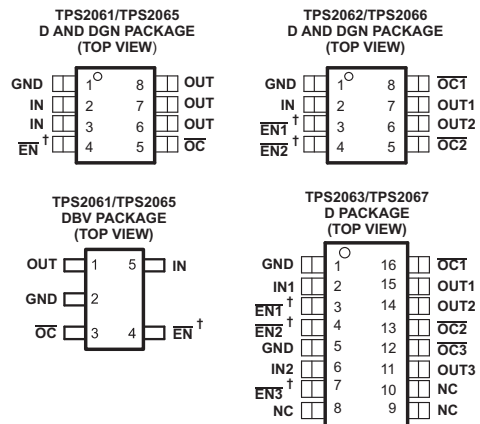 TPS2061/TPS2065
D AND DGN PACKAGE
(TOP VIEW)
GND 1 8 OUT
IN 2 7 OUT
IN 3 6 OUT
EN† 4 5 OC
TPS2062/TPS2066
D AND DGN PACKAGE
(TOP VIEW)
GND 1 8 OC1
IN 2 7 OUT1
EN1† 3 6 OUT2
EN2† 4 5 OC2
TPS2061/TPS2065
DBV PACKAGE
(TOP VIEW)
OUT 1 5 IN
GND 2
OC 3 4 EN†
TPS2063/TPS2067
D PACKAGE
(TOP VIEW)
GND 1 16 OC1
IN1 2 15 OUT1
EN1† 3 14 OUT2
EN2† 4 13 OC2
GND 5 12 OC3
IN2 6 11 OUT3
EN3† 7 10 NC
NC 8 9 NC